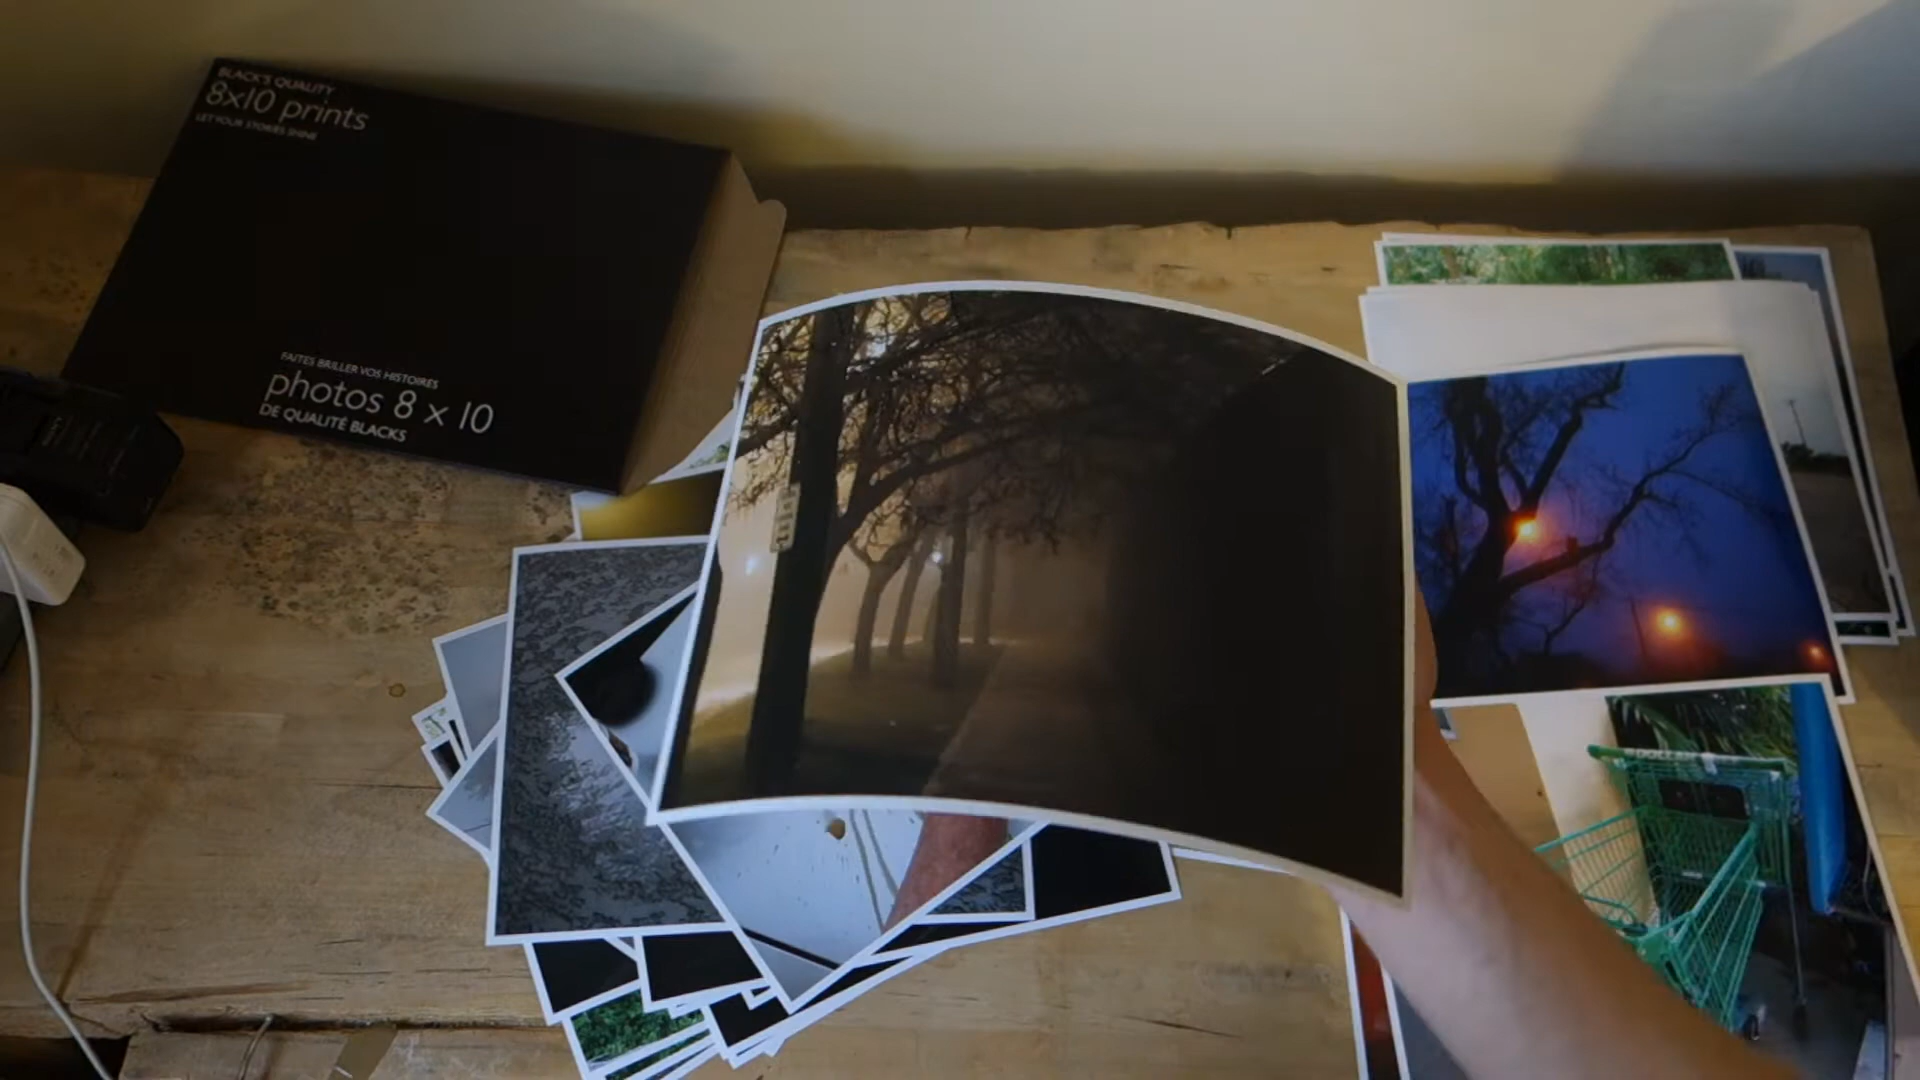 BLACK'S QUALITY
8x10 prints
LET YOUR STORIES SHINE
FAITES BRILLER VOS HISTOIRES
photos 8 x 10
DE QUALITÉ BLACKS